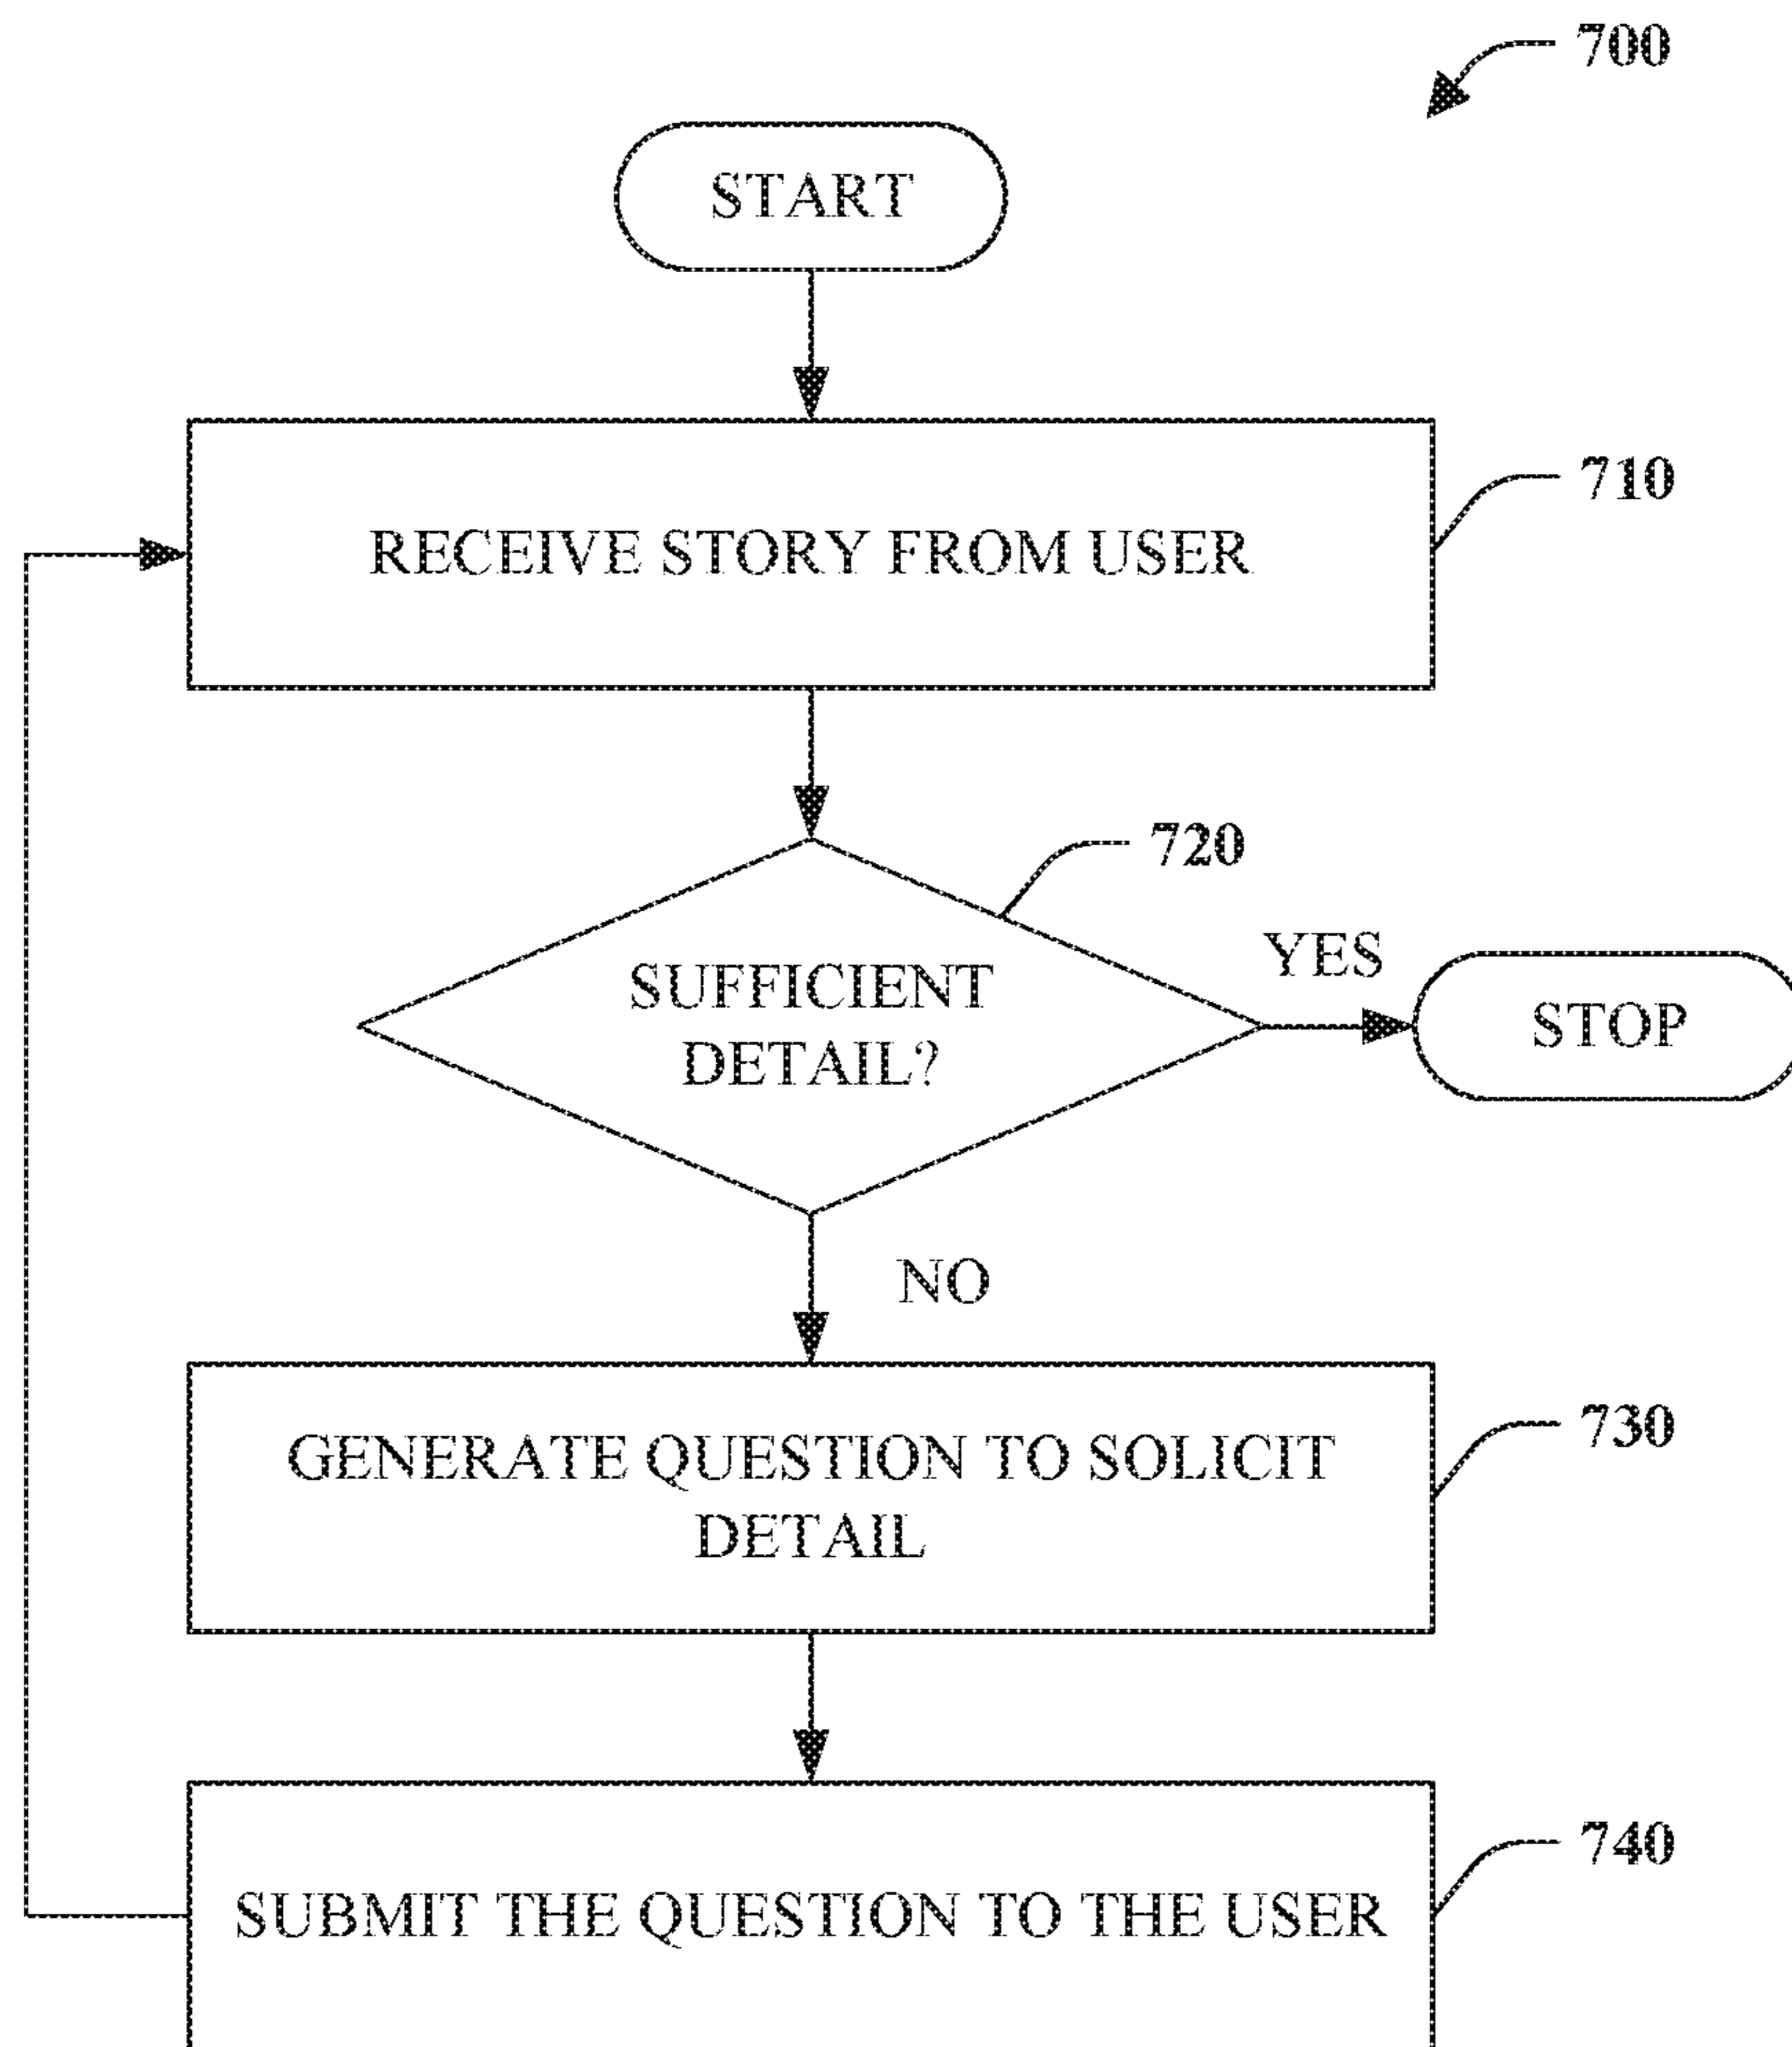 700
START
RECEIVE STORY FROM USER
710
720
SUFFICIENT
DETAIL?
YES
STOP
NO
GENERATE QUESTION TO SOLICIT
DETAIL
730
SUBMIT THE QUESTION TO THE USER
740